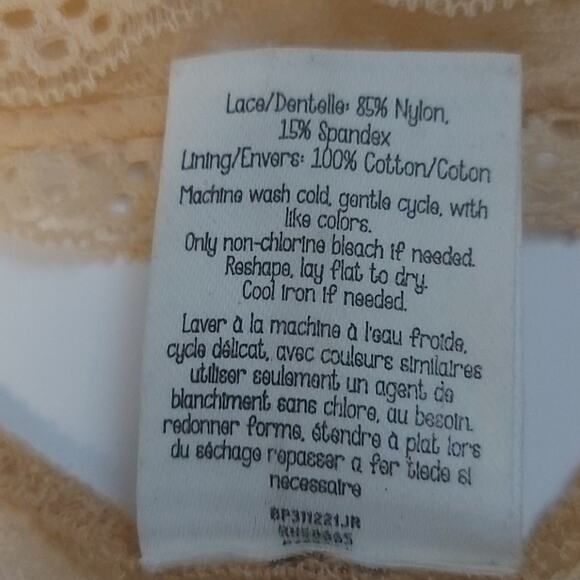 Lace/Dentelle: 85% Nylon,
15% Spandex
Lining/Envers: 100% Cotton/Coton
Machine wash cold, gentle cycle, with
like colors.
Only non-chlorine bleach if needed.
Reshape, lay flat to dry.
Cool iron if needed.
Laver à la machine à l'eau froide,
cycle délicat, avec couleurs similaires
utiliser seulement un agent de
blanchiment sans chlore, au besoin.
redonner forme, étendre à plat lors
du séchage repasser a fer tiede si
necessaire
BP311221JR